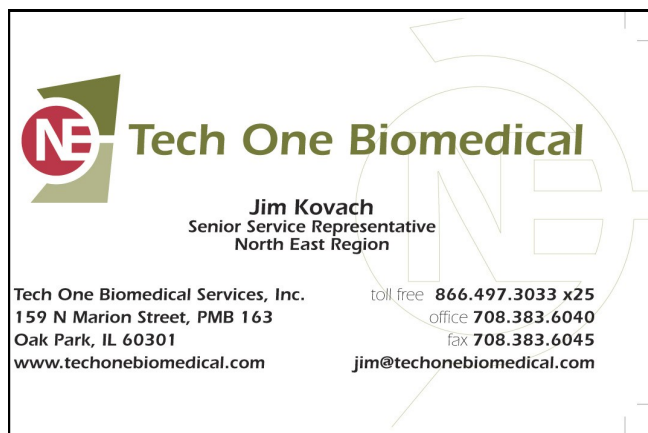 NE Tech One Biomedical
Jim Kovach
Senior Service Representative
North East Region
Tech One Biomedical Services, Inc.
159 N Marion Street, PMB 163
Oak Park, IL 60301
www.techonebiomedical.com
toll free 866.497.3033 x25
office 708.383.6040
fax 708.383.6045
jim@techonebiomedical.com